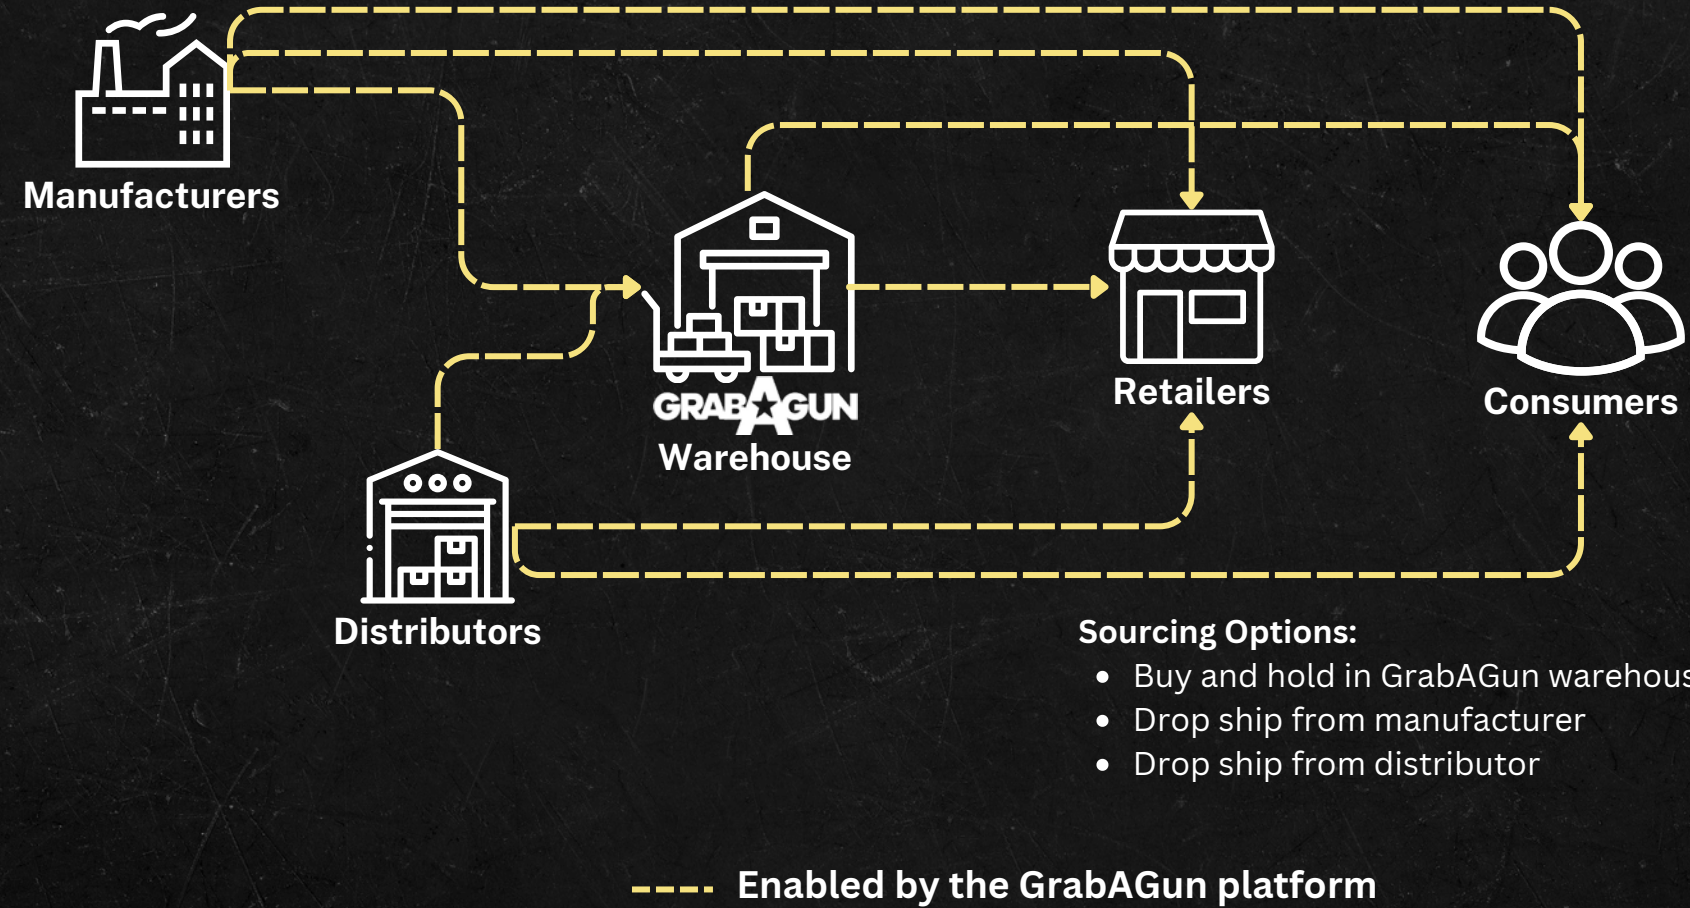 Manufacturers
GRABAGUN
Warehouse
Retailers
Consumers
Distributors
Sourcing Options:
• Buy and hold in GrabAGun warehous
• Drop ship from manufacturer
• Drop ship from distributor
Enabled by the GrabAGun platform